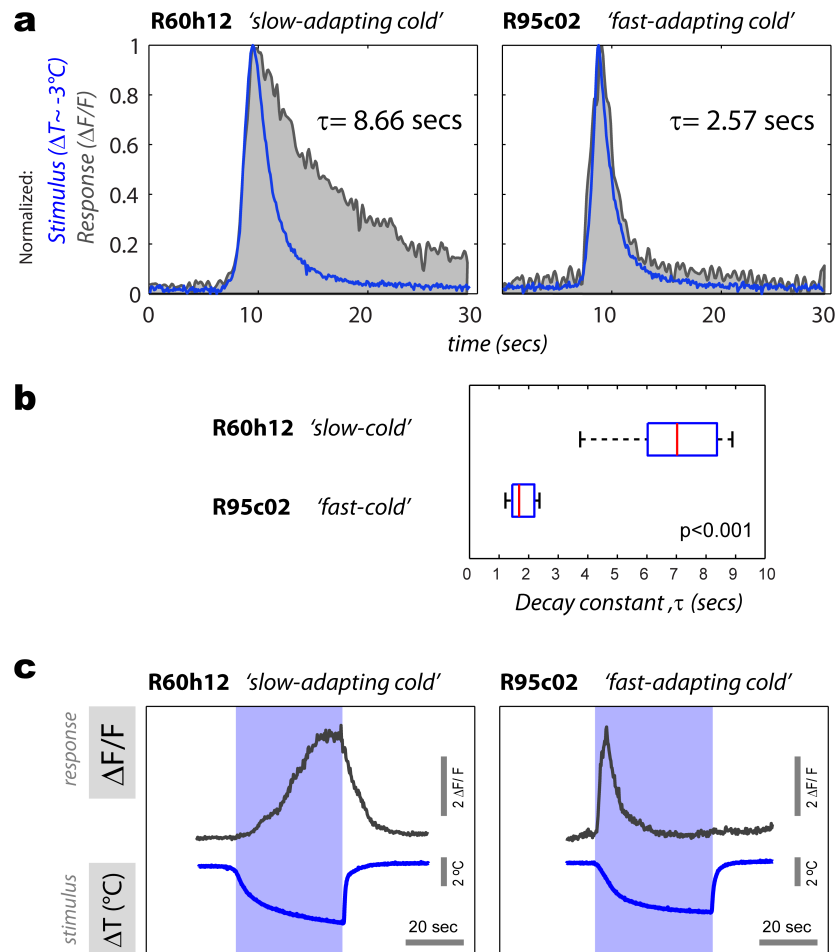 a
R60h12 'slow-adapting cold'
R95c02 'fast-adapting cold'
Normalized:
Stimulus (ΔT~ -3°C)
Response (ΔF/F)
1
0.8
0.6
0.4
0.2
0
τ= 8.66 secs
τ= 2.57 secs
0 10 20 30
10 20 30
time (secs)
b
R60h12 'slow-cold'
R95c02 'fast-cold'
p<0.001
0 1 2 3 4 5 6 7 8 9 10
Decay constant ,τ (secs)
c
R60h12 'slow-adapting cold'
R95c02 'fast-adapting cold'
response
ΔF/F
2 ΔF/ F
2 ΔF/ F
stimulus
ΔT (°C)
2 ºC
2 ºC
20 sec
20 sec